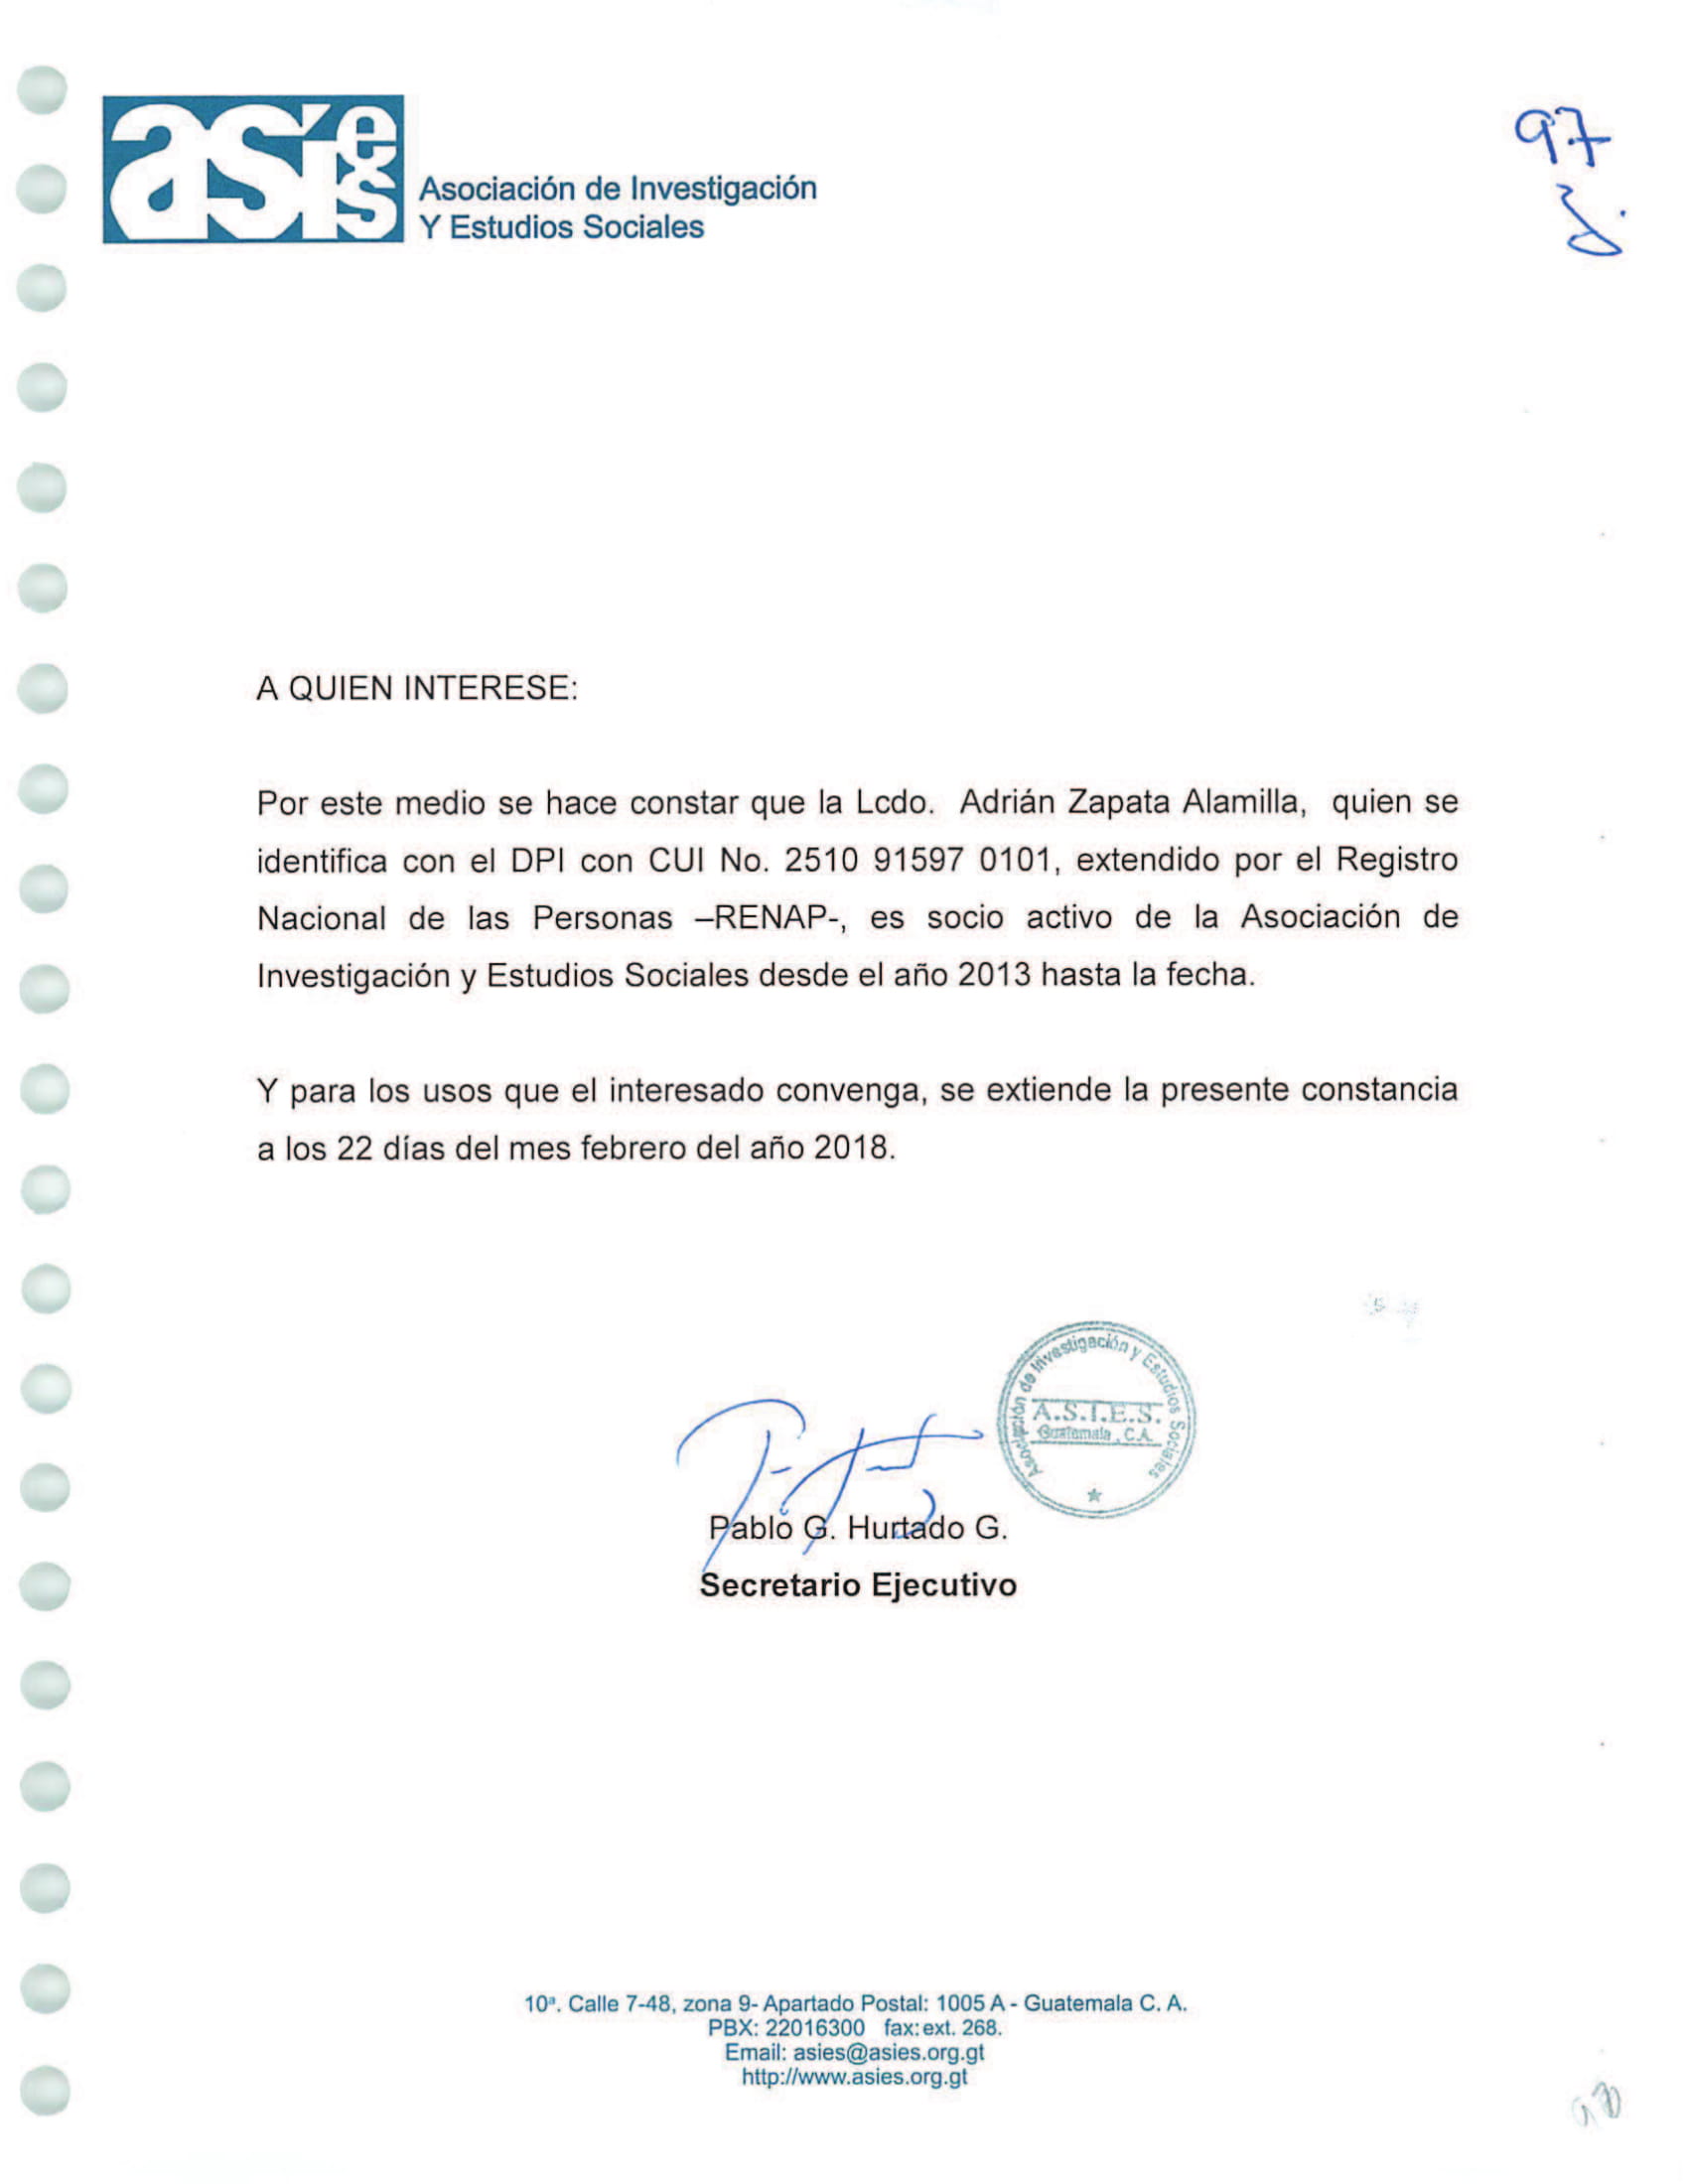 97
asíes
Asociación de Investigación
Y Estudios Sociales
A QUIEN INTERESE:
Por este medio se hace constar que la Lcdo. Adrián Zapata Alamilla, quien se
identifica con el DPI con CUI No. 2510 91597 0101, extendido por el Registro
Nacional de las Personas –RENAP-, es socio activo de la Asociación de
Investigación y Estudios Sociales desde el año 2013 hasta la fecha.
Y para los usos que el interesado convenga, se extiende la presente constancia
a los 22 días del mes febrero del año 2018.
Asociación de Investigación y Estudios Sociales
A.S.I.E.S.
Guatemala, C.A.
Pablo G. Hurtado G.
Secretario Ejecutivo
10ª. Calle 7-48, zona 9- Apartado Postal: 1005 A - Guatemala C. A.
PBX: 22016300 fax: ext. 268.
Email: asies@asies.org.gt
http://www.asies.org.gt